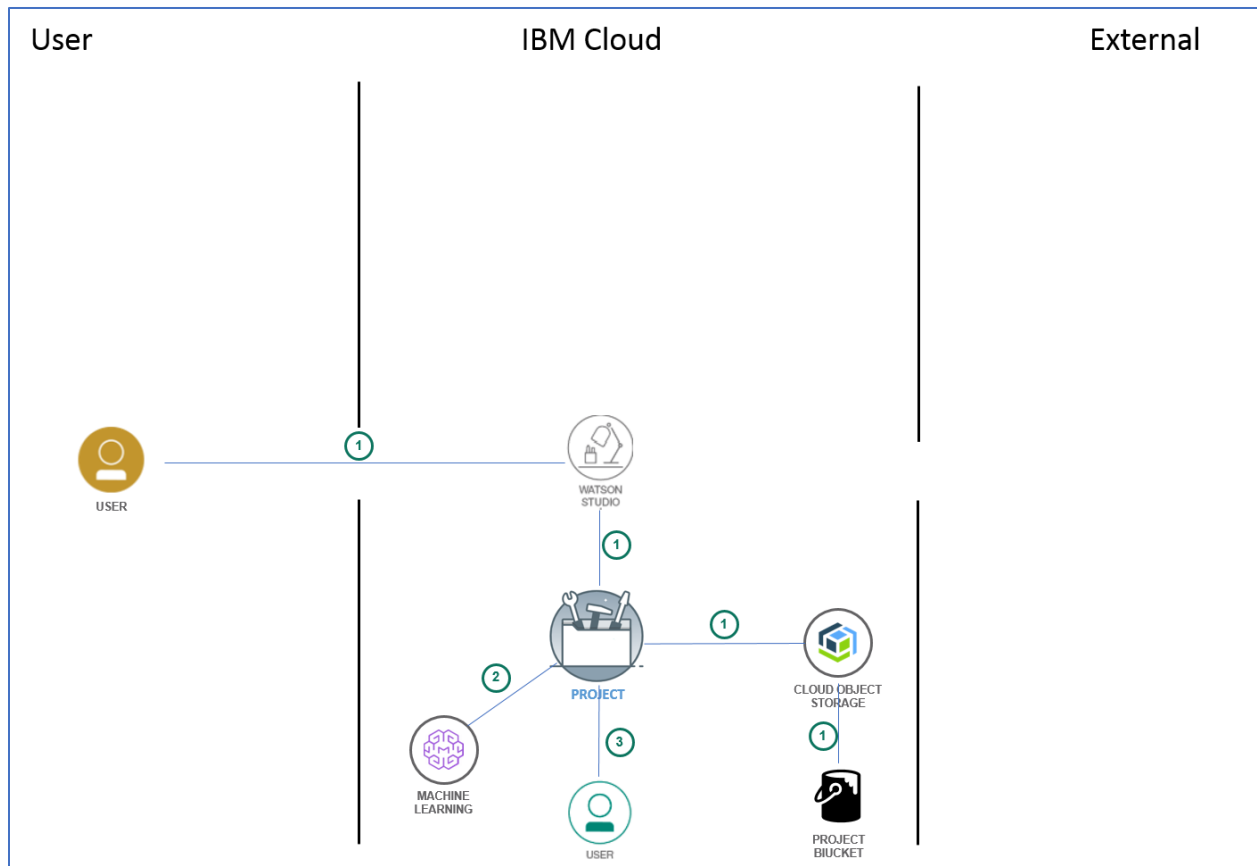 User
IBM Cloud
External
1
USER
WATSON
STUDIO
1
1
PROJECT
2
CLOUD OBJECT
STORAGE
3
1
MACHINE
LEARNING
USER
PROJECT
BIUCKET